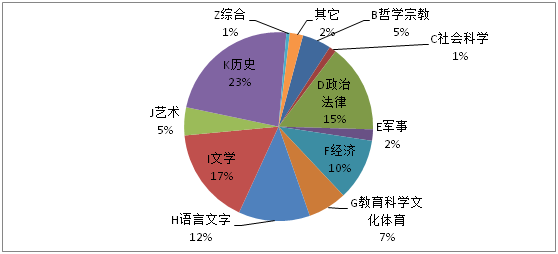 Z综合
1%
其它
2%
B哲学宗教
5%
C社会科学
1%
D政治
法律
15%
E军事
2%
F经济
10%
G教育科学文
化体育
7%
H语言文字
12%
I文学
17%
J艺术
5%
K历史
23%